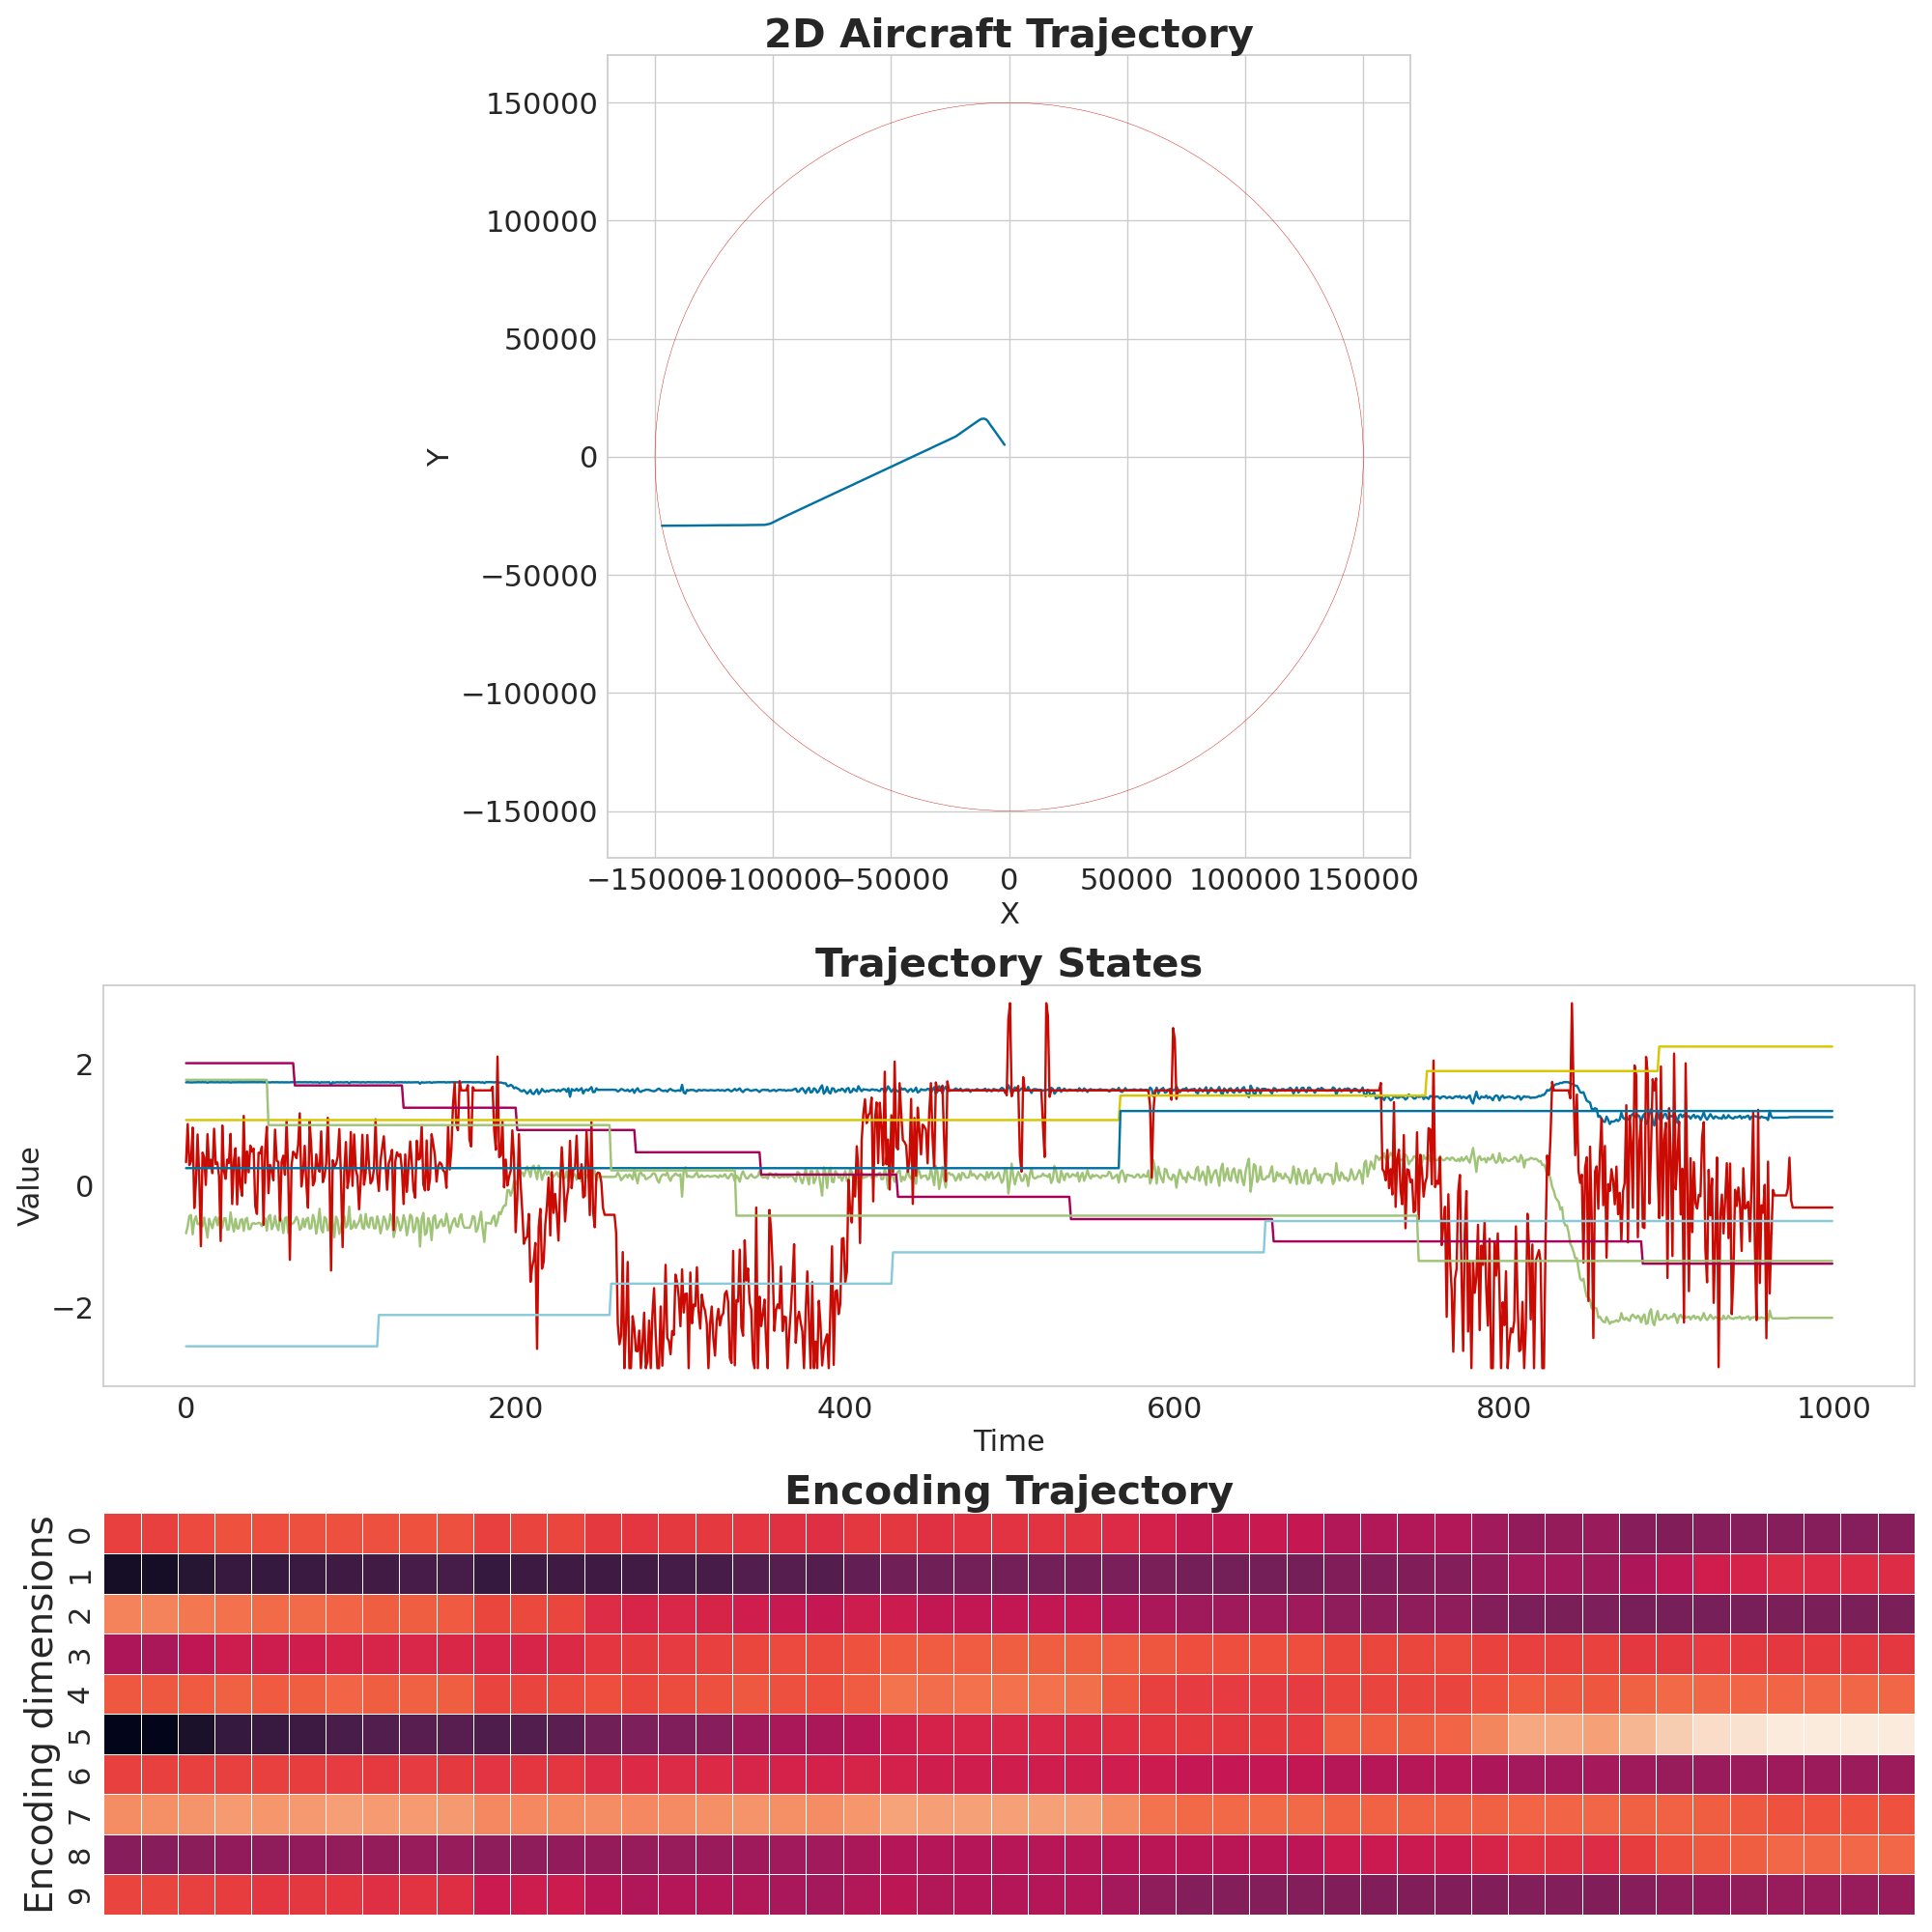 2D Aircraft Trajectory
150000
100000
50000
0
−50000
−100000
−150000
Y
−150000 −100000 −50000 0 50000 100000 150000
X
Trajectory States
2
0
−2
Value
0 200 400 600 800 1000
Time
Encoding Trajectory
Encoding dimensions
0
1
2
3
4
5
6
7
8
9